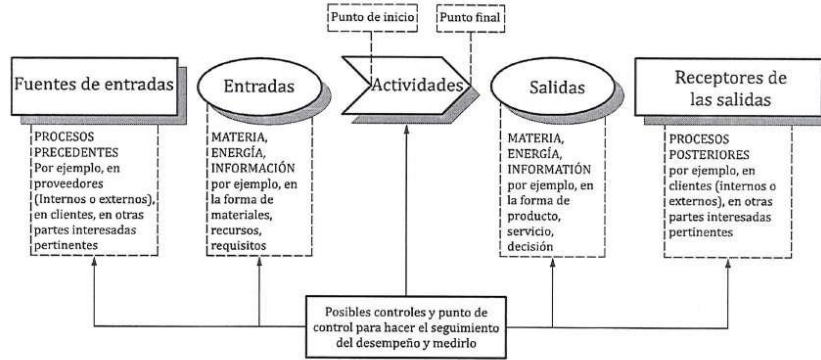 Punto de inicio
Punto final
Fuentes de entradas
Entradas
Actividades
Salidas
Receptores de
las salidas
PROCESOS
PRECEDENTES
Por ejemplo, en
proveedores
(Internos o externos),
en clientes, en otras
partes interesadas
pertinentes
MATERIA,
ENERGÍA,
INFORMACIÓN
por ejemplo, en
la forma de
materiales,
recursos,
requisitos
MATERIA,
ENERGÍA,
INFORMATIÓN
por ejemplo, en
la forma de
producto,
servicio,
decisión
PROCESOS
POSTERIORES
por ejemplo, en
clientes (internos o
externos), en otras
partes interesadas
pertinentes
Posibles controles y punto de
control para hacer el seguimiento
del desempeño y medirlo